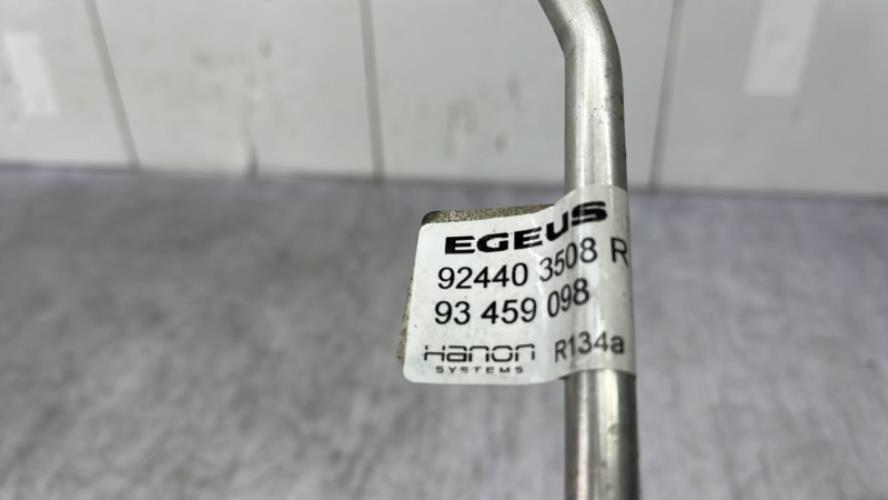 EGEUS
92440 3508 R
93 459 098
Hanon R134a
SYSTEMS